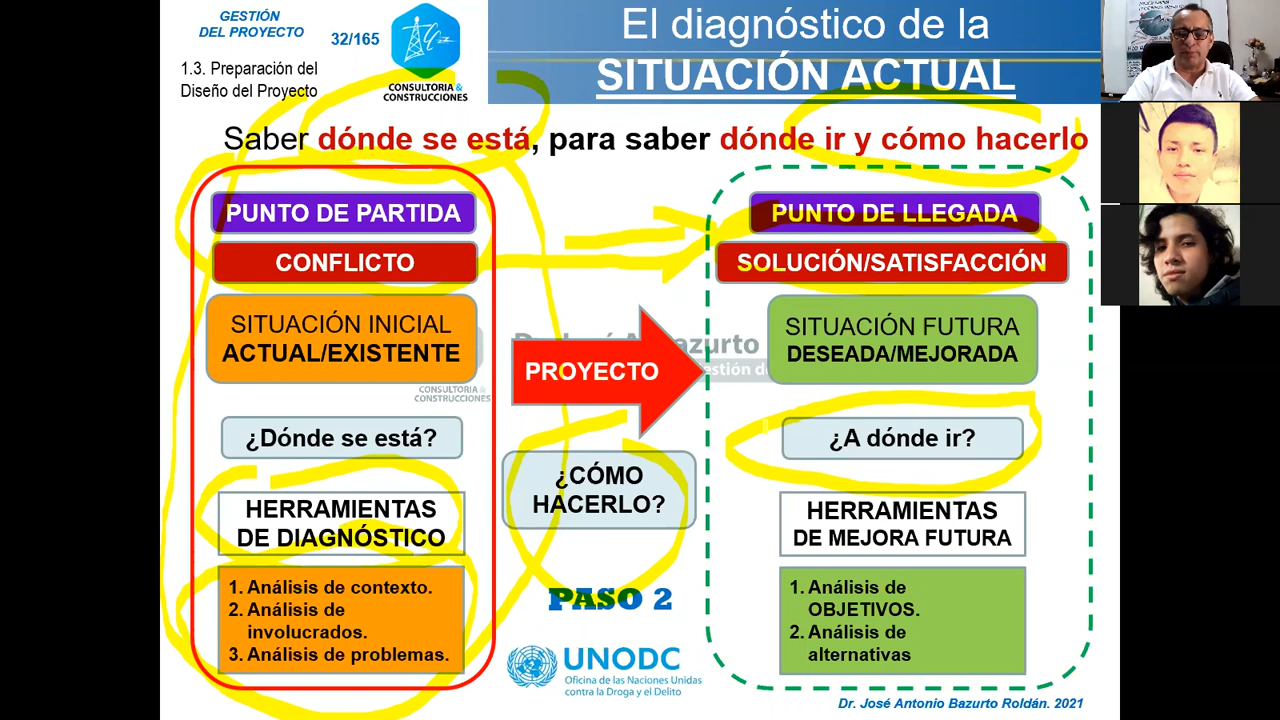 GESTIÓN
DEL PROYECTO
32/165
1.3. Preparación del
Diseño del Proyecto
CONSULTORIA &
CONSTRUCCIONES
El diagnóstico de la
SITUACIÓN ACTUAL
Saber dónde se está, para saber dónde ir y cómo hacerlo
PUNTO DE PARTIDA
CONFLICTO
SITUACIÓN INICIAL
ACTUAL/EXISTENTE
¿Dónde se está?
HERRAMIENTAS
DE DIAGNÓSTICO
1. Análisis de contexto.
2. Análisis de
involucrados.
3. Análisis de problemas.
CONSULTORIA &
CONSTRUCCIONES
PROYECTO
¿CÓMO
HACERLO?
PASO 2
UNODC
Oficina de las Naciones Unidas
contra la Droga y el Delito
PUNTO DE LLEGADA
SOLUCIÓN/SATISFACCIÓN
SITUACIÓN FUTURA
DESEADA/MEJORADA
¿A dónde ir?
HERRAMIENTAS
DE MEJORA FUTURA
1. Análisis de
OBJETIVOS.
2. Análisis de
alternativas
Dr. José Antonio Bazurto Roldán. 2021